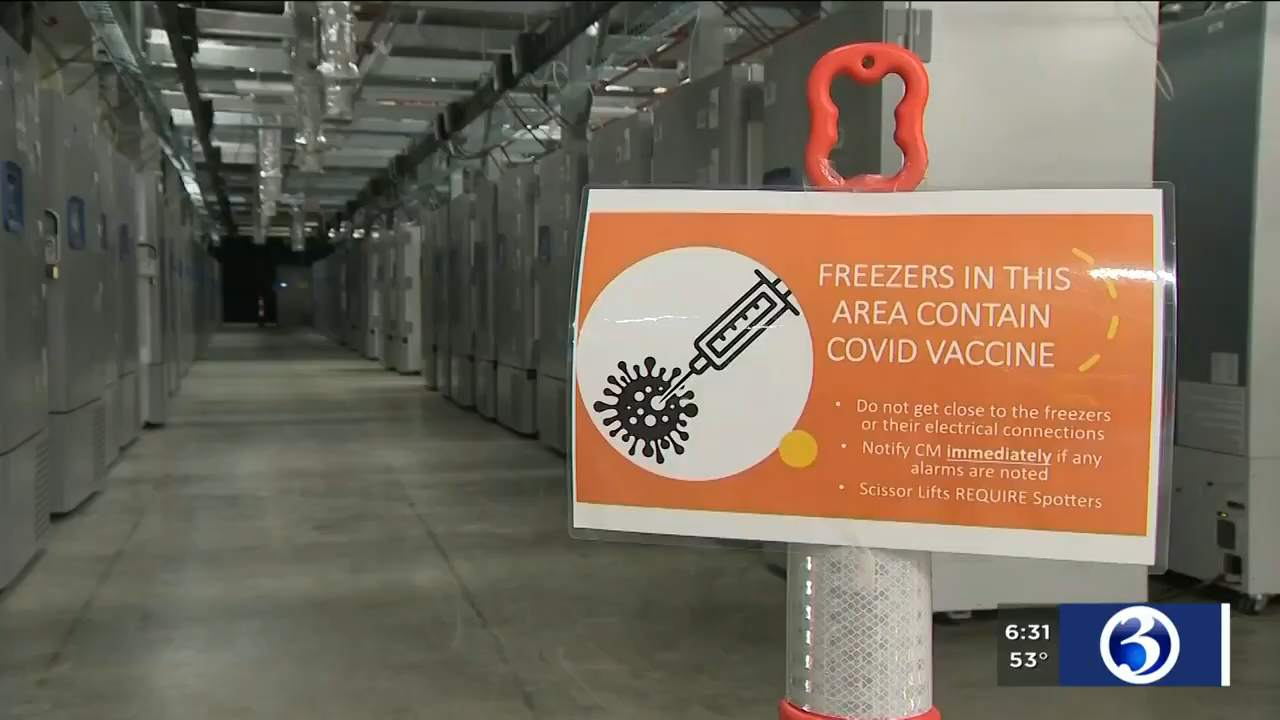 FREEZERS IN THIS
AREA CONTAIN
COVID VACCINE
• Do not get close to the freezers
or their electrical connections
• Notify CM immediately if any
alarms are noted
• Scissor Lifts REQUIRE Spotters
6:31
53°
3